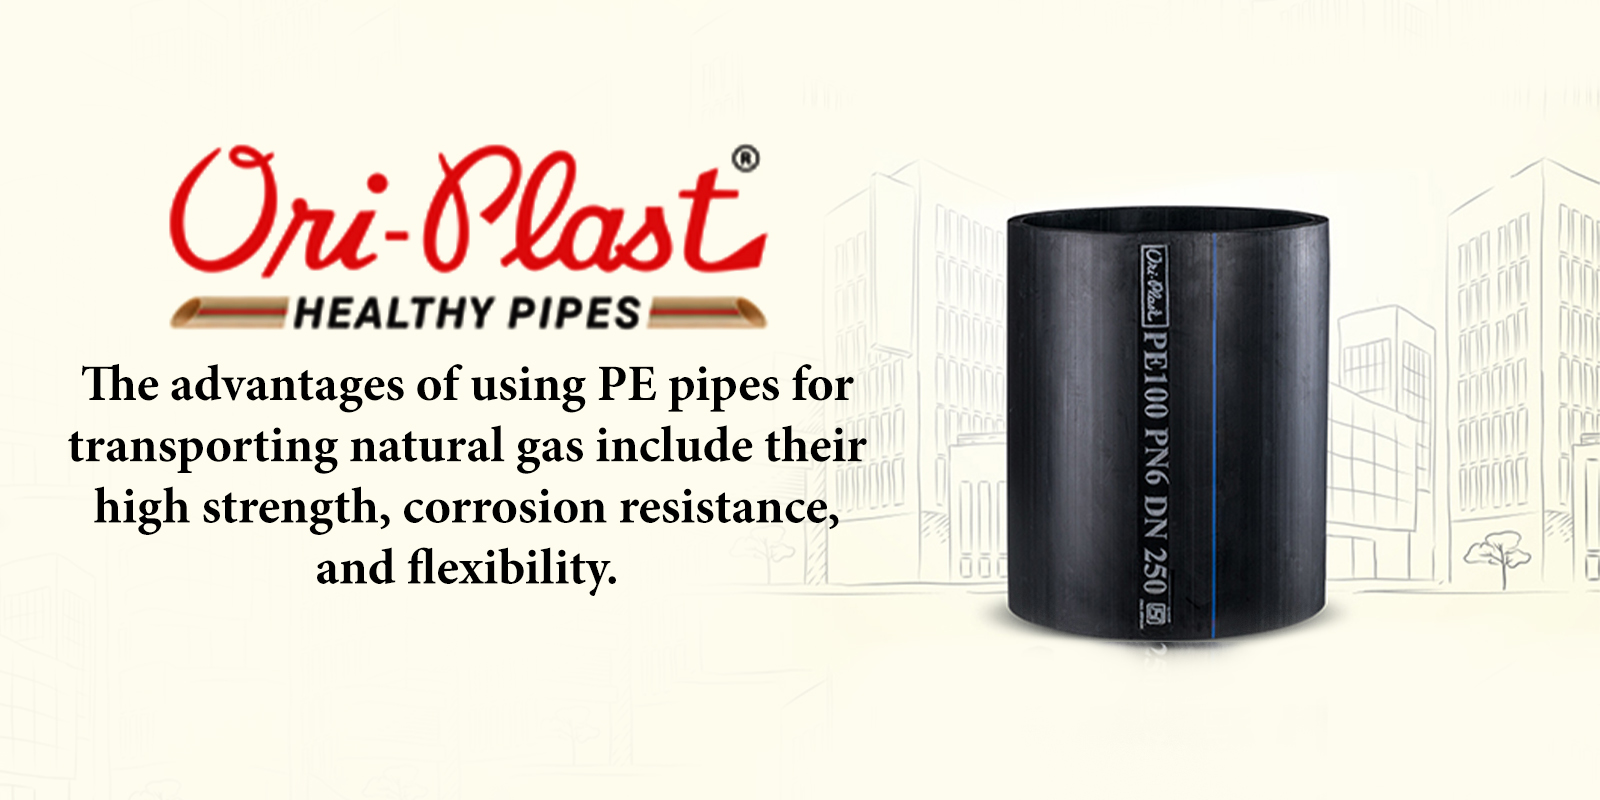 Ori-Plast®
HEALTHY PIPES
The advantages of using PE pipes for
transporting natural gas include their
high strength, corrosion resistance,
and flexibility.
Ori-Plast PE100 PN6 DN 250